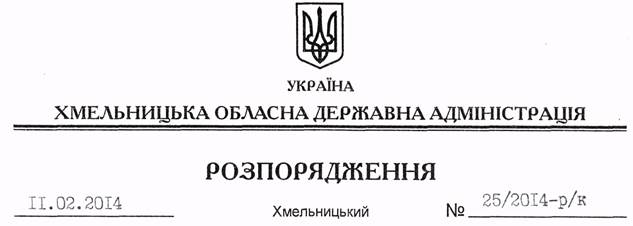 УКРАЇНА
ХМЕЛЬНИЦЬКА ОБЛАСНА ДЕРЖАВНА АДМІНІСТРАЦІЯ
РОЗПОРЯДЖЕННЯ
11.02.2014 Хмельницький № 25/2014-р/к